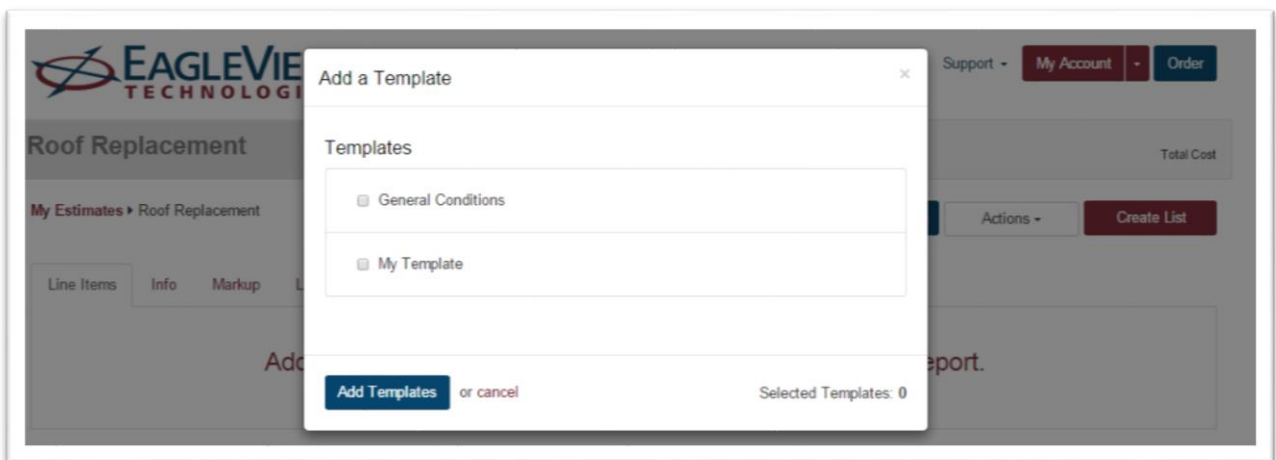 EAGLEVIE
TECHNOLOGI
Support
My Account
Order
Add a Template
×
Roof Replacement
Total Cost
Templates
General Conditions
My Template
My Estimates ▸ Roof Replacement
Actions
Create List
Line Items Info Markup L
Add
eport.
Add Templates or cancel
Selected Templates: 0